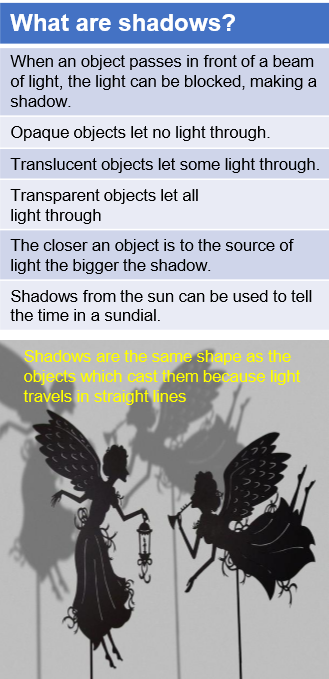 What are shadows?
When an object passes in front of a beam
of light, the light can be blocked, making a
shadow.
Opaque objects let no light through.
Translucent objects let some light through.
Transparent objects let all
light through
The closer an object is to the source of
light the bigger the shadow.
Shadows from the sun can be used to tell
the time in a sundial.
Shadows are the same shape as the
objects which cast them because light
travels in straight lines